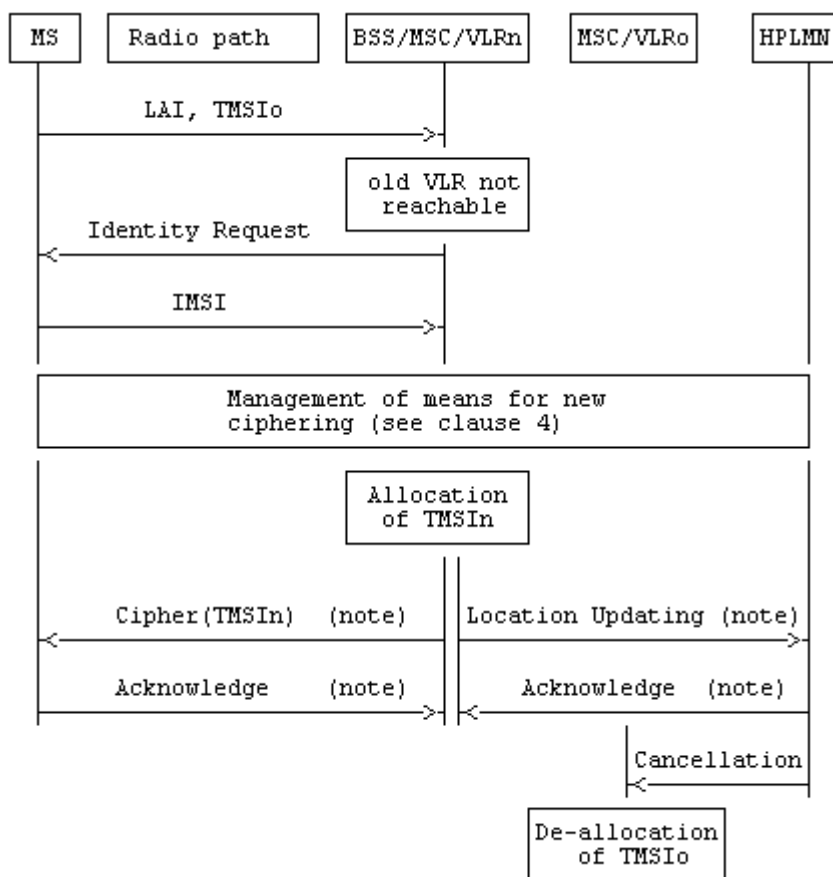 MS Radio path BSS/MSC/VLRn MSC/VLRo HPLMN
LAI, TMSIo
old VLR not
reachable
Identity Request
IMSI
Management of means for new
ciphering (see clause 4)
Allocation
of TMSIn
Cipher(TMSIn) (note) Location Updating (note)
Acknowledge (note) Acknowledge (note)
Cancellation
De-allocation
of TMSIo